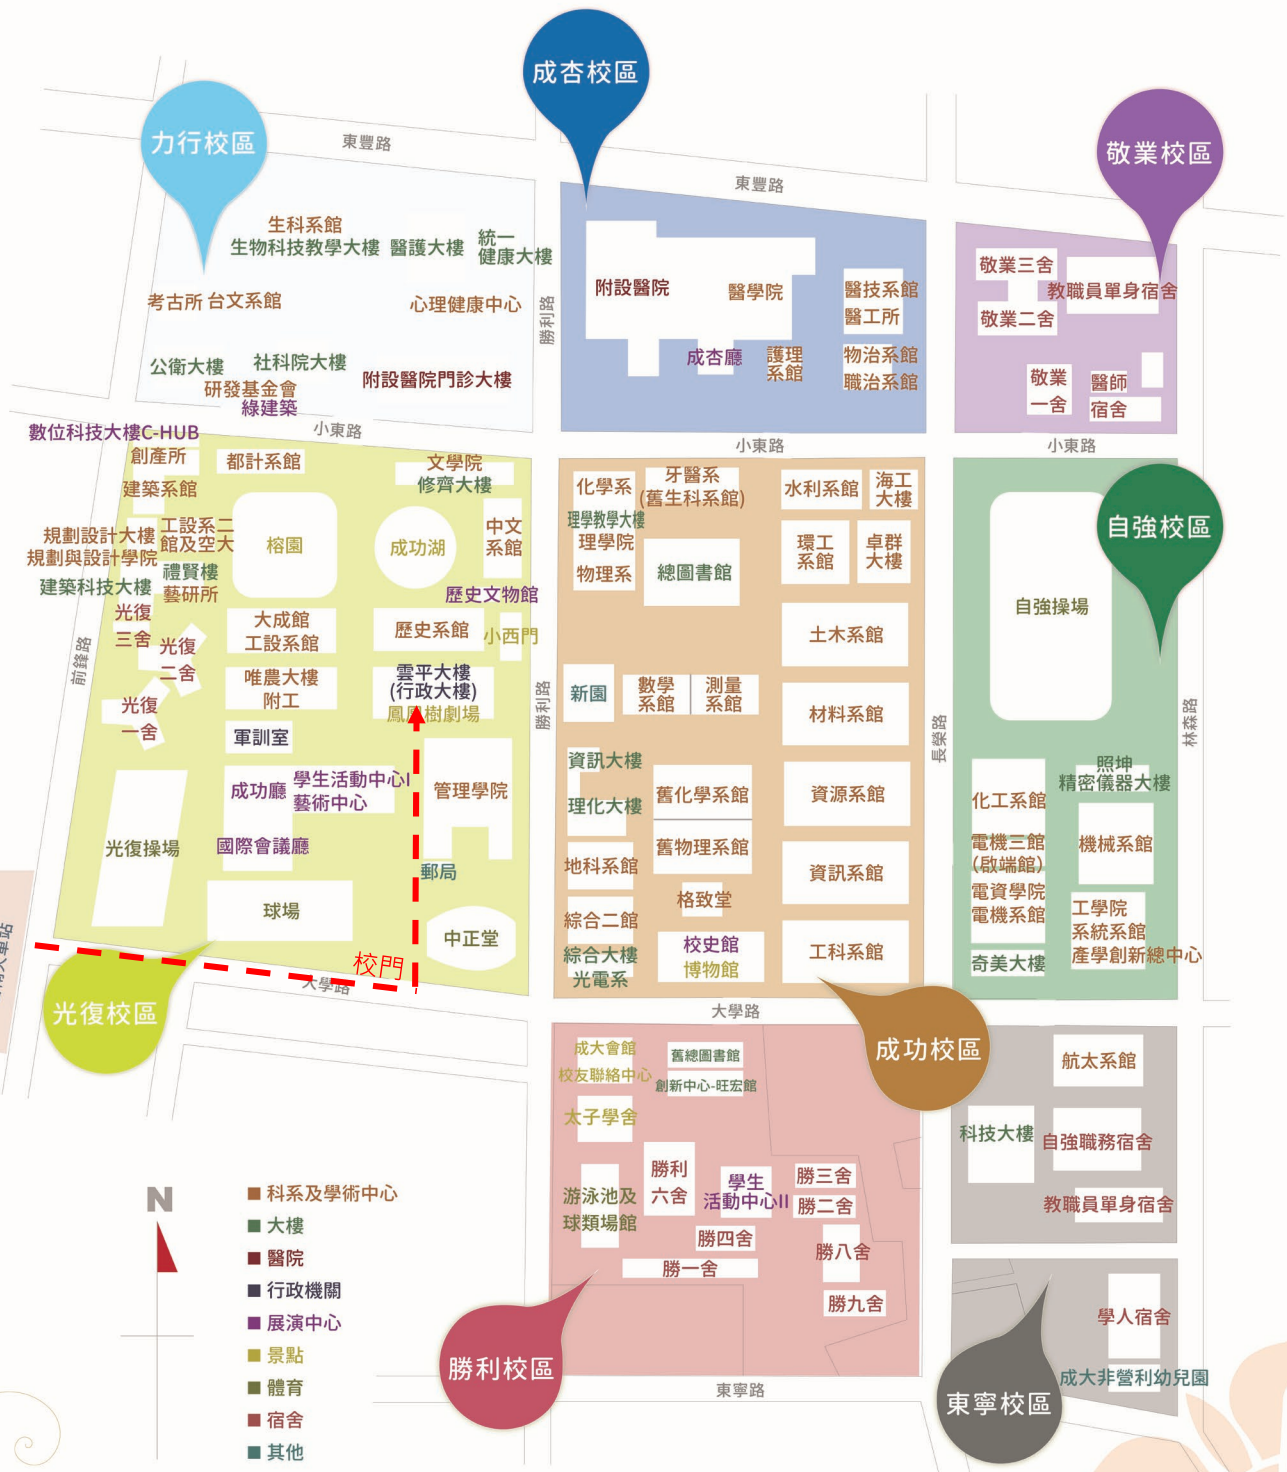 成杏校區
力行校區
敬業校區
東豐路
東豐路
生科系館
生物科技教學大樓
醫護大樓
統一
健康大樓
考古所
台文系館
心理健康中心
公衛大樓
社科院大樓
研發基金會
綠建築
附設醫院門診大樓
勝利路
附設醫院
醫學院
醫技系館
醫工所
成杏廳
護理
系館
物治系館
職治系館
敬業三舍
教職員單身宿舍
敬業二舍
敬業
一舍
醫師
宿舍
小東路
小東路
小東路
數位科技大樓C-HUB
創產所
都計系館
文學院
修齊大樓
建築系館
規劃設計大樓
規劃與設計學院
工設系二
館及空大
榕園
成功湖
中文
系館
建築科技大樓
禮賢樓
藝研所
歷史文物館
光復
三舍
光復
二舍
大成館
工設系館
歷史系館
小西門
前鋒路
唯農大樓
附工
雲平大樓
(行政大樓)
鳳凰樹劇場
光復
一舍
軍訓室
勝利路
成功廳
學生活動中心I
藝術中心
管理學院
光復操場
國際會議廳
郵局
球場
中正堂
校門
大學路
光復校區
化學系
牙醫系
(舊生科系館)
水利系館
海工
大樓
理學教學大樓
理學院
物理系
總圖書館
環工
系館
卓群
大樓
土木系館
新園
數學
系館
測量
系館
材料系館
資訊大樓
理化大樓
舊化學系館
資源系館
舊物理系館
地科系館
資訊系館
格致堂
綜合二館
校史館
博物館
工科系館
綜合大樓
光電系
大學路
成功校區
長榮路
自強校區
自強操場
林森路
照坤
精密儀器大樓
化工系館
電機三館
(啟端館)
機械系館
電資學院
電機系館
工學院
系統系館
產學創新總中心
奇美大樓
成大會館
校友聯絡中心
舊總圖書館
創新中心-旺宏館
太子學舍
游泳池及
球類場館
勝利
六舍
學生
活動中心II
勝三舍
勝二舍
勝四舍
勝一舍
勝八舍
勝九舍
勝利校區
東寧路
航太系館
科技大樓
自強職務宿舍
教職員單身宿舍
學人宿舍
成大非營利幼兒園
東寧校區
N
科系及學術中心
大樓
醫院
行政機關
展演中心
景點
體育
宿舍
其他